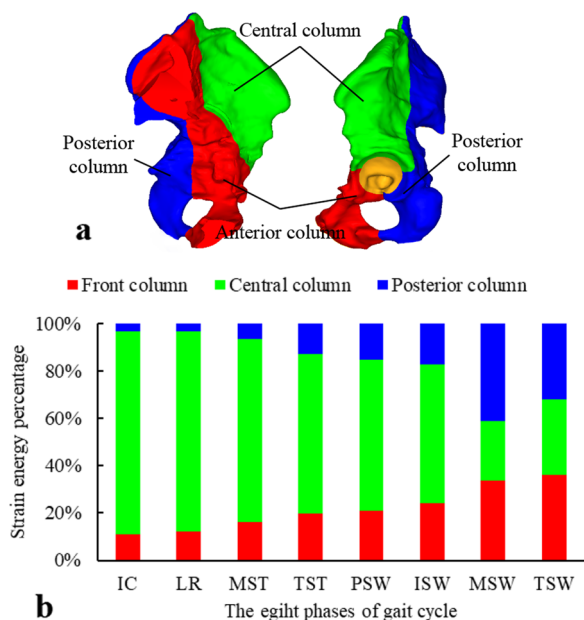 Central column
Posterior
column
Posterior
column
Anterior column
a
Front column Central column Posterior column
Strain energy percentage
100%
80%
60%
40%
20%
0%
IC LR MST TST PSW ISW MSW TSW
The egiht phases of gait cycle
b